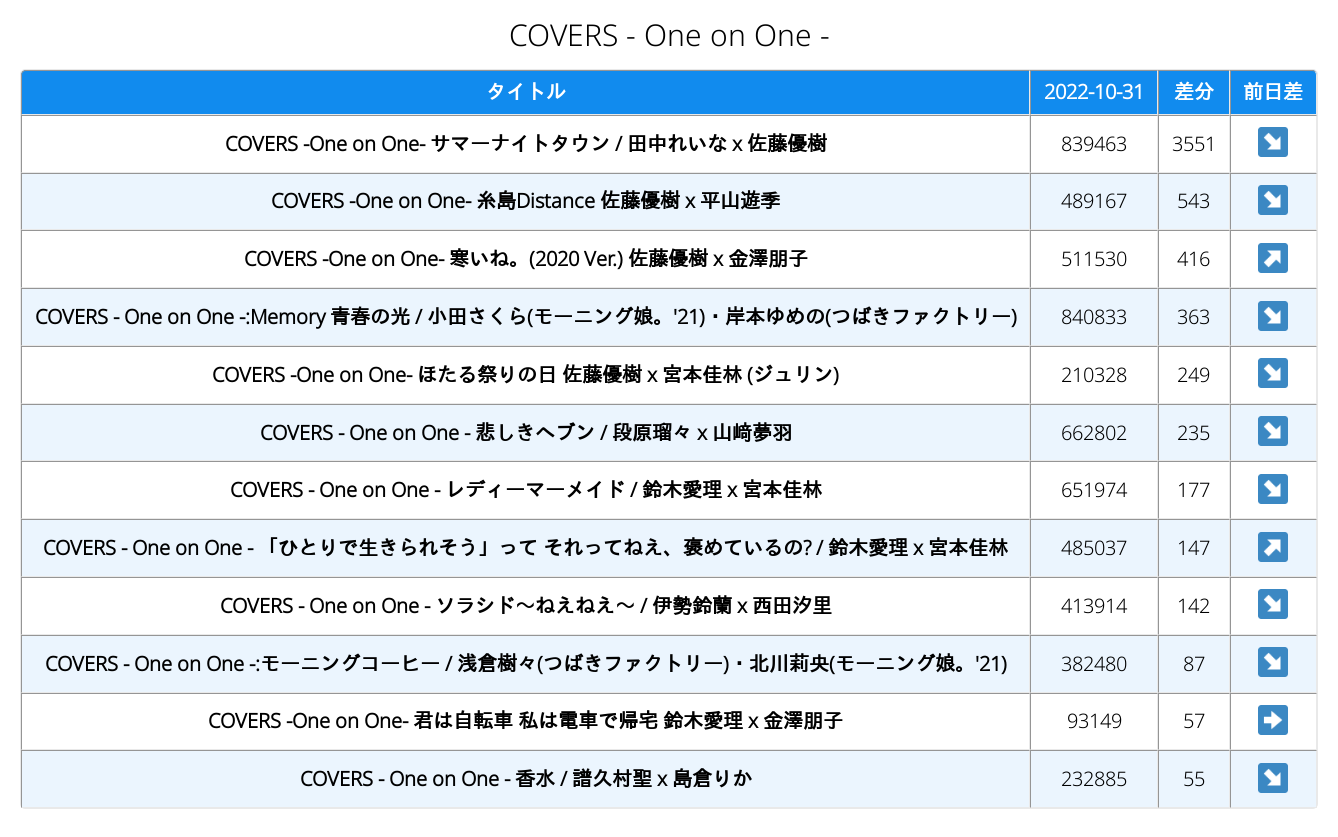 COVERS - One on One -
タイトル 2022-10-31 差分 前日差
COVERS -One on One- サマーナイトタウン / 田中れいな x 佐藤優樹 839463 3551
COVERS -One on One- 糸島Distance 佐藤優樹 x 平山遊季 489167 543
COVERS -One on One- 寒いね。(2020 Ver.) 佐藤優樹 x 金澤朋子 511530 416
COVERS - One on One -:Memory 青春の光 / 小田さくら(モーニング娘。'21)・岸本ゆめの(つばきファクトリー) 840833 363
COVERS -One on One- ほたる祭りの日 佐藤優樹 x 宮本佳林 (ジュリン) 210328 249
COVERS - One on One - 悲しきヘブン / 段原瑠々 x 山﨑夢羽 662802 235
COVERS - One on One - レディーマーメイド / 鈴木愛理 x 宮本佳林 651974 177
COVERS - One on One - 「ひとりで生きられそう」って それってねえ、褒めているの? / 鈴木愛理 x 宮本佳林 485037 147
COVERS - One on One - ソラシド〜ねえねえ〜 / 伊勢鈴蘭 x 西田汐里 413914 142
COVERS - One on One -:モーニングコーヒー / 浅倉樹々(つばきファクトリー)・北川莉央(モーニング娘。'21) 382480 87
COVERS -One on One- 君は自転車 私は電車で帰宅 鈴木愛理 x 金澤朋子 93149 57
COVERS - One on One - 香水 / 譜久村聖 x 島倉りか 232885 55